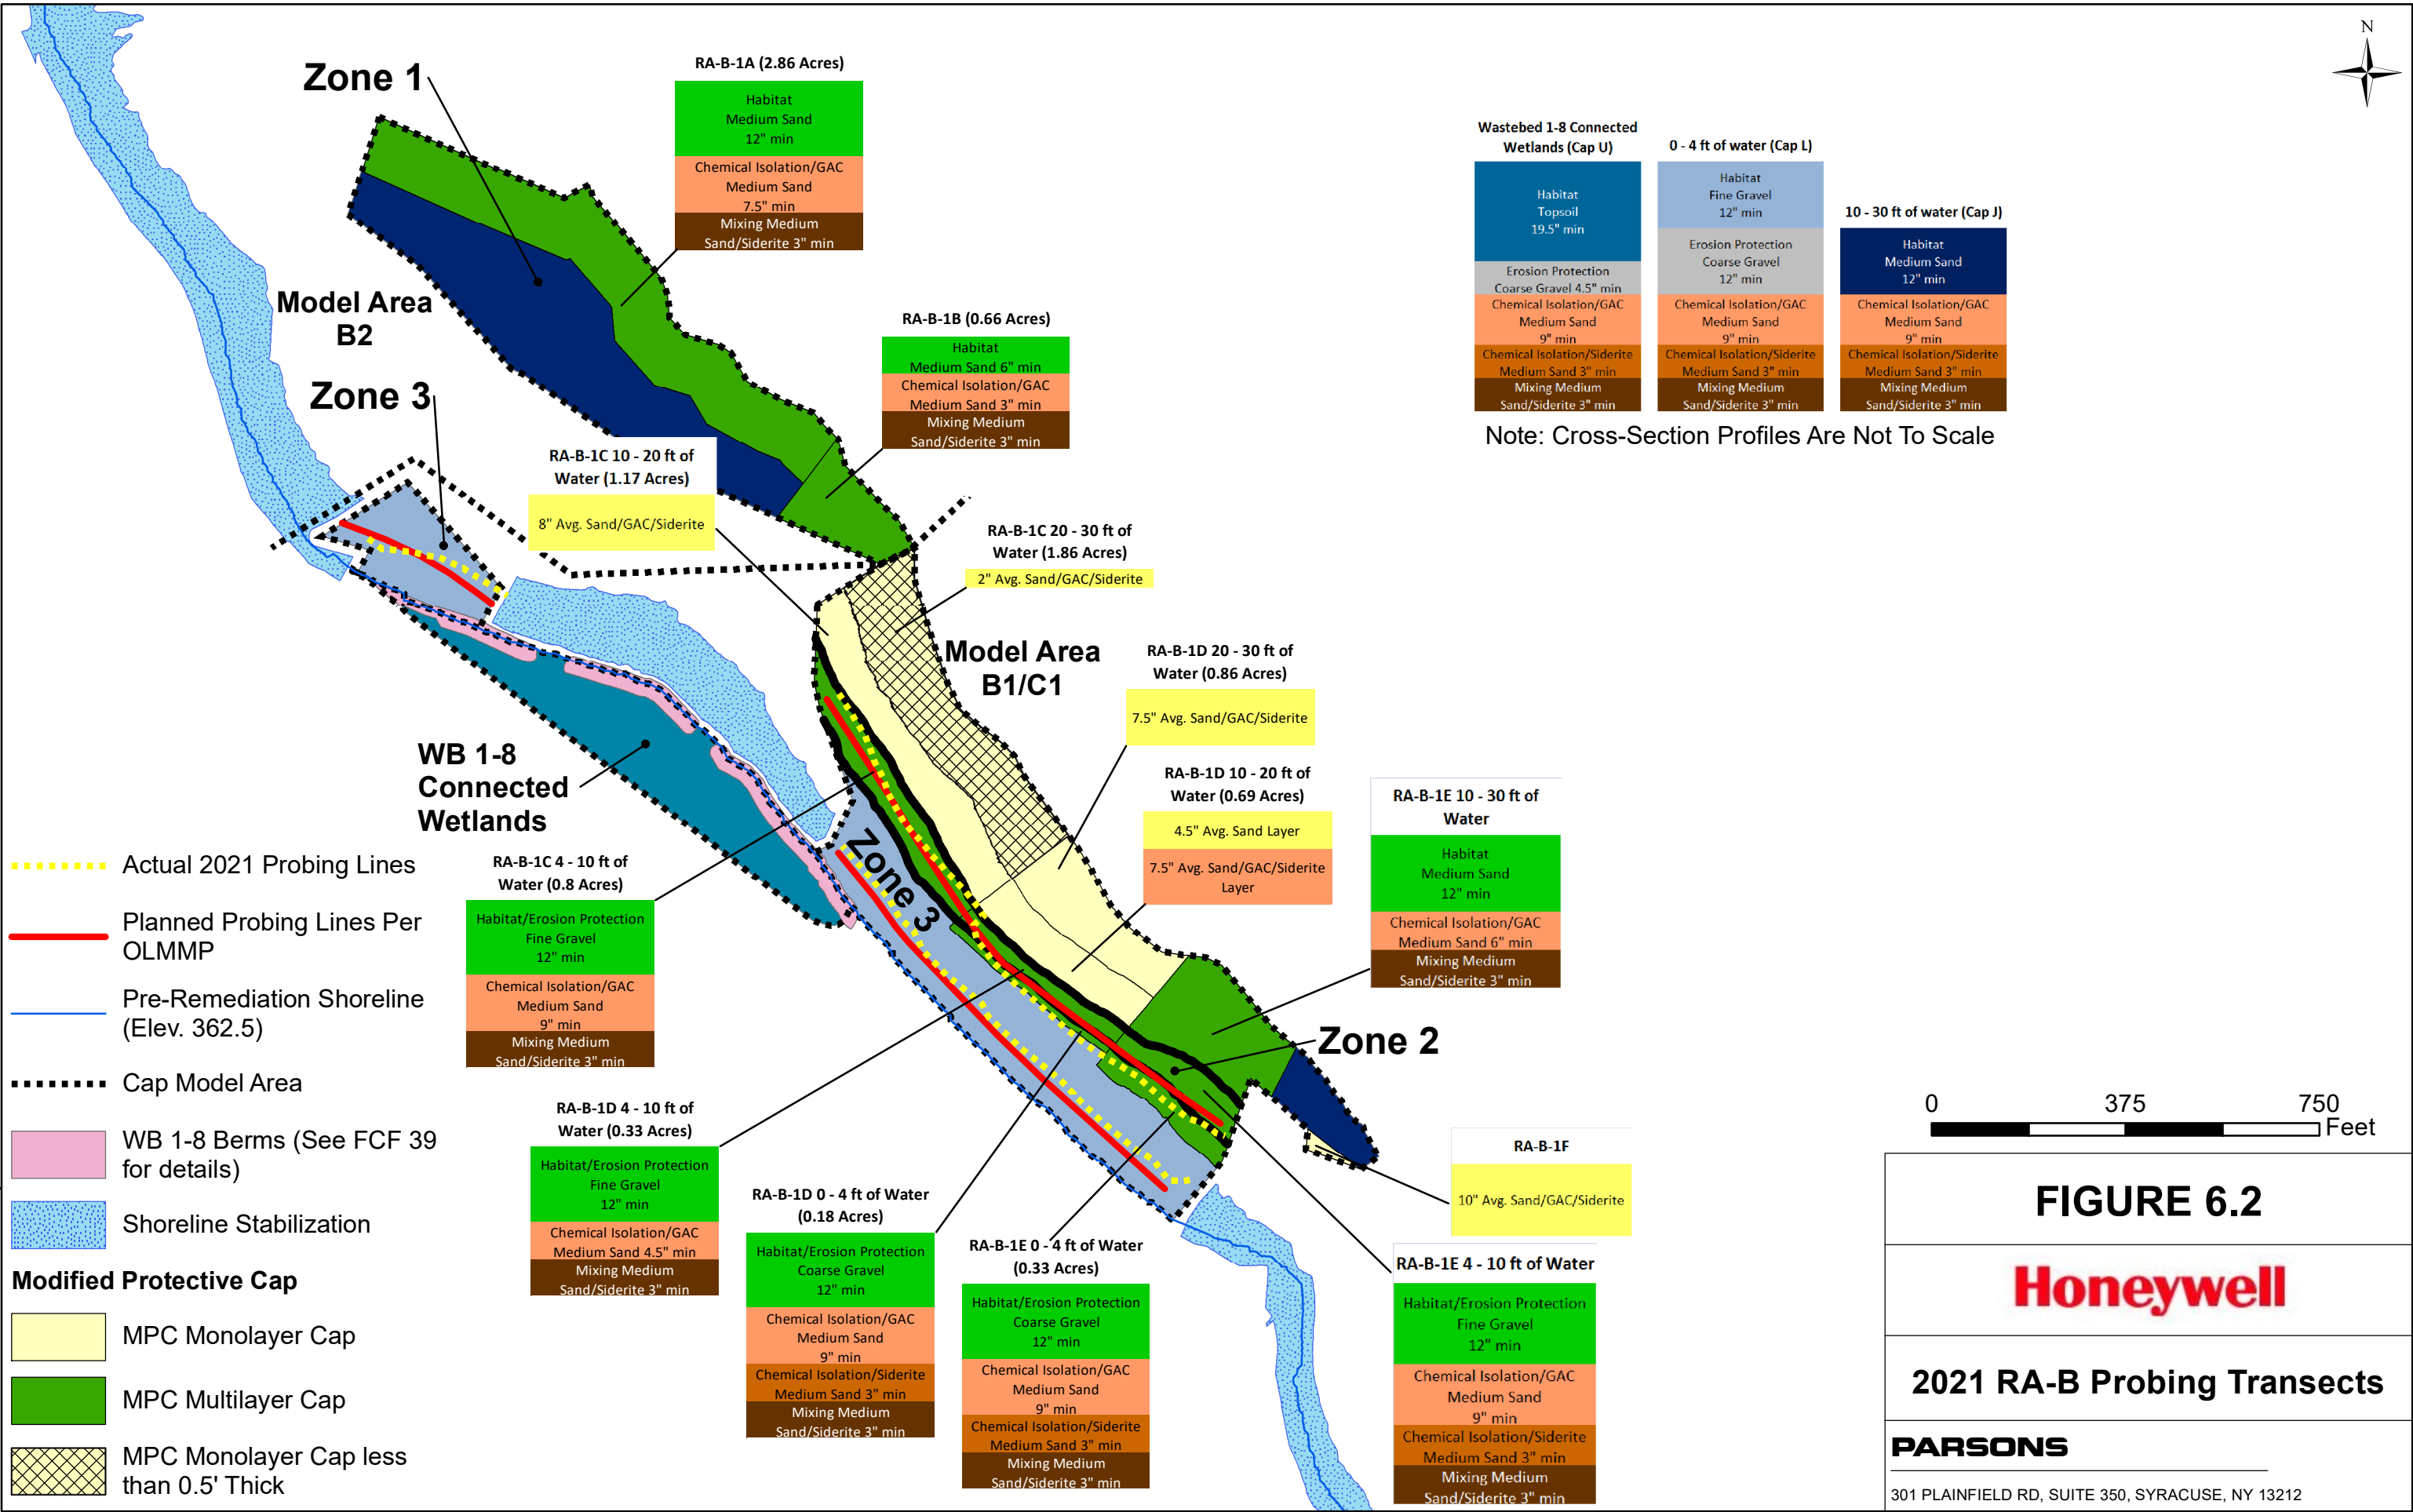 N
Zone 1
RA-B-1A (2.86 Acres)
Habitat
Medium Sand
12" min
Chemical Isolation/GAC
Medium Sand
7.5" min
Mixing Medium
Sand/Siderite 3" min
Wastebed 1-8 Connected
Wetlands (Cap U)
Habitat
Topsoil
19.5" min
Erosion Protection
Coarse Gravel 4.5" min
Chemical Isolation/GAC
Medium Sand
9" min
Chemical Isolation/Siderite
Medium Sand 3" min
Mixing Medium
Sand/Siderite 3" min
0 - 4 ft of water (Cap L)
Habitat
Fine Gravel
12" min
Erosion Protection
Coarse Gravel
12" min
Chemical Isolation/GAC
Medium Sand
9" min
Chemical Isolation/Siderite
Medium Sand 3" min
Mixing Medium
Sand/Siderite 3" min
10 - 30 ft of water (Cap J)
Habitat
Medium Sand
12" min
Chemical Isolation/GAC
Medium Sand
9" min
Chemical Isolation/Siderite
Medium Sand 3" min
Mixing Medium
Sand/Siderite 3" min
Note: Cross-Section Profiles Are Not To Scale
Model Area
B2
RA-B-1B (0.66 Acres)
Habitat
Medium Sand 6" min
Chemical Isolation/GAC
Medium Sand 3" min
Mixing Medium
Sand/Siderite 3" min
Zone 3
RA-B-1C 10 - 20 ft of
Water (1.17 Acres)
8" Avg. Sand/GAC/Siderite
RA-B-1C 20 - 30 ft of
Water (1.86 Acres)
2" Avg. Sand/GAC/Siderite
Model Area
B1/C1
RA-B-1D 20 - 30 ft of
Water (0.86 Acres)
7.5" Avg. Sand/GAC/Siderite
RA-B-1D 10 - 20 ft of
Water (0.69 Acres)
4.5" Avg. Sand Layer
7.5" Avg. Sand/GAC/Siderite
Layer
RA-B-1E 10 - 30 ft of
Water
Habitat
Medium Sand
12" min
Chemical Isolation/GAC
Medium Sand 6" min
Mixing Medium
Sand/Siderite 3" min
WB 1-8
Connected
Wetlands
Zone 3
Zone 2
RA-B-1C 4 - 10 ft of
Water (0.8 Acres)
Habitat/Erosion Protection
Fine Gravel
12" min
Chemical Isolation/GAC
Medium Sand
9" min
Mixing Medium
Sand/Siderite 3" min
RA-B-1D 4 - 10 ft of
Water (0.33 Acres)
Habitat/Erosion Protection
Fine Gravel
12" min
Chemical Isolation/GAC
Medium Sand 4.5" min
Mixing Medium
Sand/Siderite 3" min
RA-B-1D 0 - 4 ft of Water
(0.18 Acres)
Habitat/Erosion Protection
Coarse Gravel
12" min
Chemical Isolation/GAC
Medium Sand
9" min
Chemical Isolation/Siderite
Medium Sand 3" min
Mixing Medium
Sand/Siderite 3" min
RA-B-1E 0 - 4 ft of Water
(0.33 Acres)
Habitat/Erosion Protection
Coarse Gravel
12" min
Chemical Isolation/GAC
Medium Sand
9" min
Chemical Isolation/Siderite
Medium Sand 3" min
Mixing Medium
Sand/Siderite 3" min
RA-B-1F
10" Avg. Sand/GAC/Siderite
RA-B-1E 4 - 10 ft of Water
Habitat/Erosion Protection
Fine Gravel
12" min
Chemical Isolation/GAC
Medium Sand
9" min
Chemical Isolation/Siderite
Medium Sand 3" min
Mixing Medium
Sand/Siderite 3" min
Actual 2021 Probing Lines
Planned Probing Lines Per
OLMMP
Pre-Remediation Shoreline
(Elev. 362.5)
Cap Model Area
WB 1-8 Berms (See FCF 39
for details)
Shoreline Stabilization
Modified Protective Cap
MPC Monolayer Cap
MPC Multilayer Cap
MPC Monolayer Cap less
than 0.5' Thick
0 375 750
Feet
FIGURE 6.2
Honeywell
2021 RA-B Probing Transects
PARSONS
301 PLAINFIELD RD, SUITE 350, SYRACUSE, NY 13212